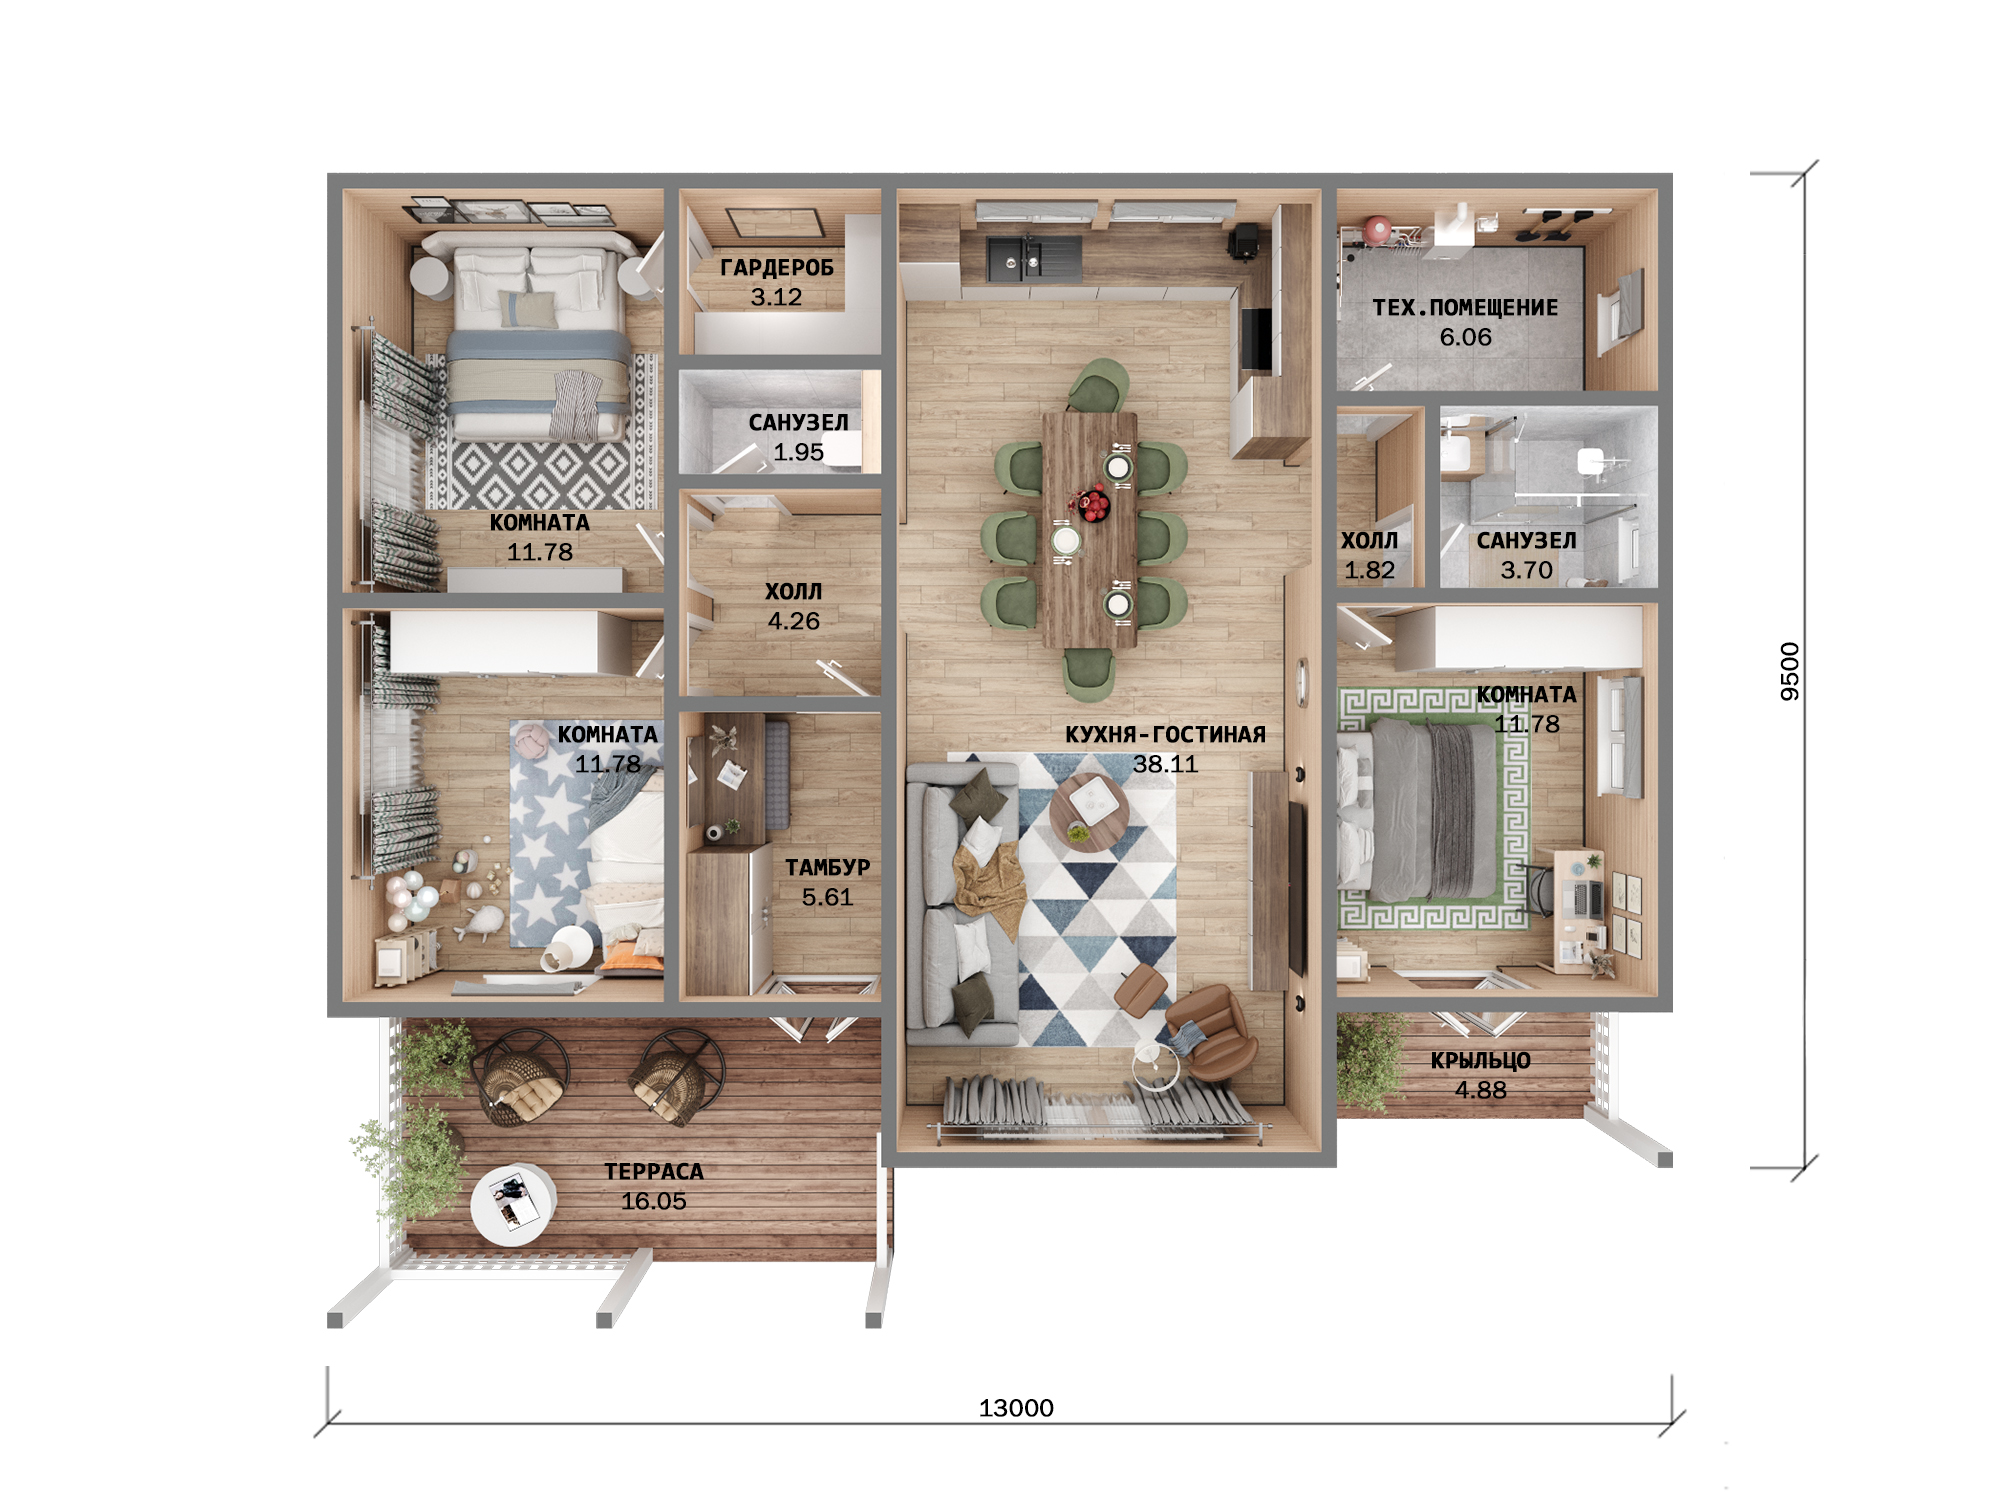 ГАРДЕРОБ
3.12
ТЕХ.ПОМЕЩЕНИЕ
6.06
САНУЗЕЛ
1.95
КОМНАТА
11.78
ХОЛЛ
1.82
САНУЗЕЛ
3.70
ХОЛЛ
4.26
КОМНАТА
11.78
КОМНАТА
11.78
КУХНЯ-ГОСТИНАЯ
38.11
9500
ТАМБУР
5.61
КРЫЛЬЦО
4.88
ТЕРРАСА
16.05
13000